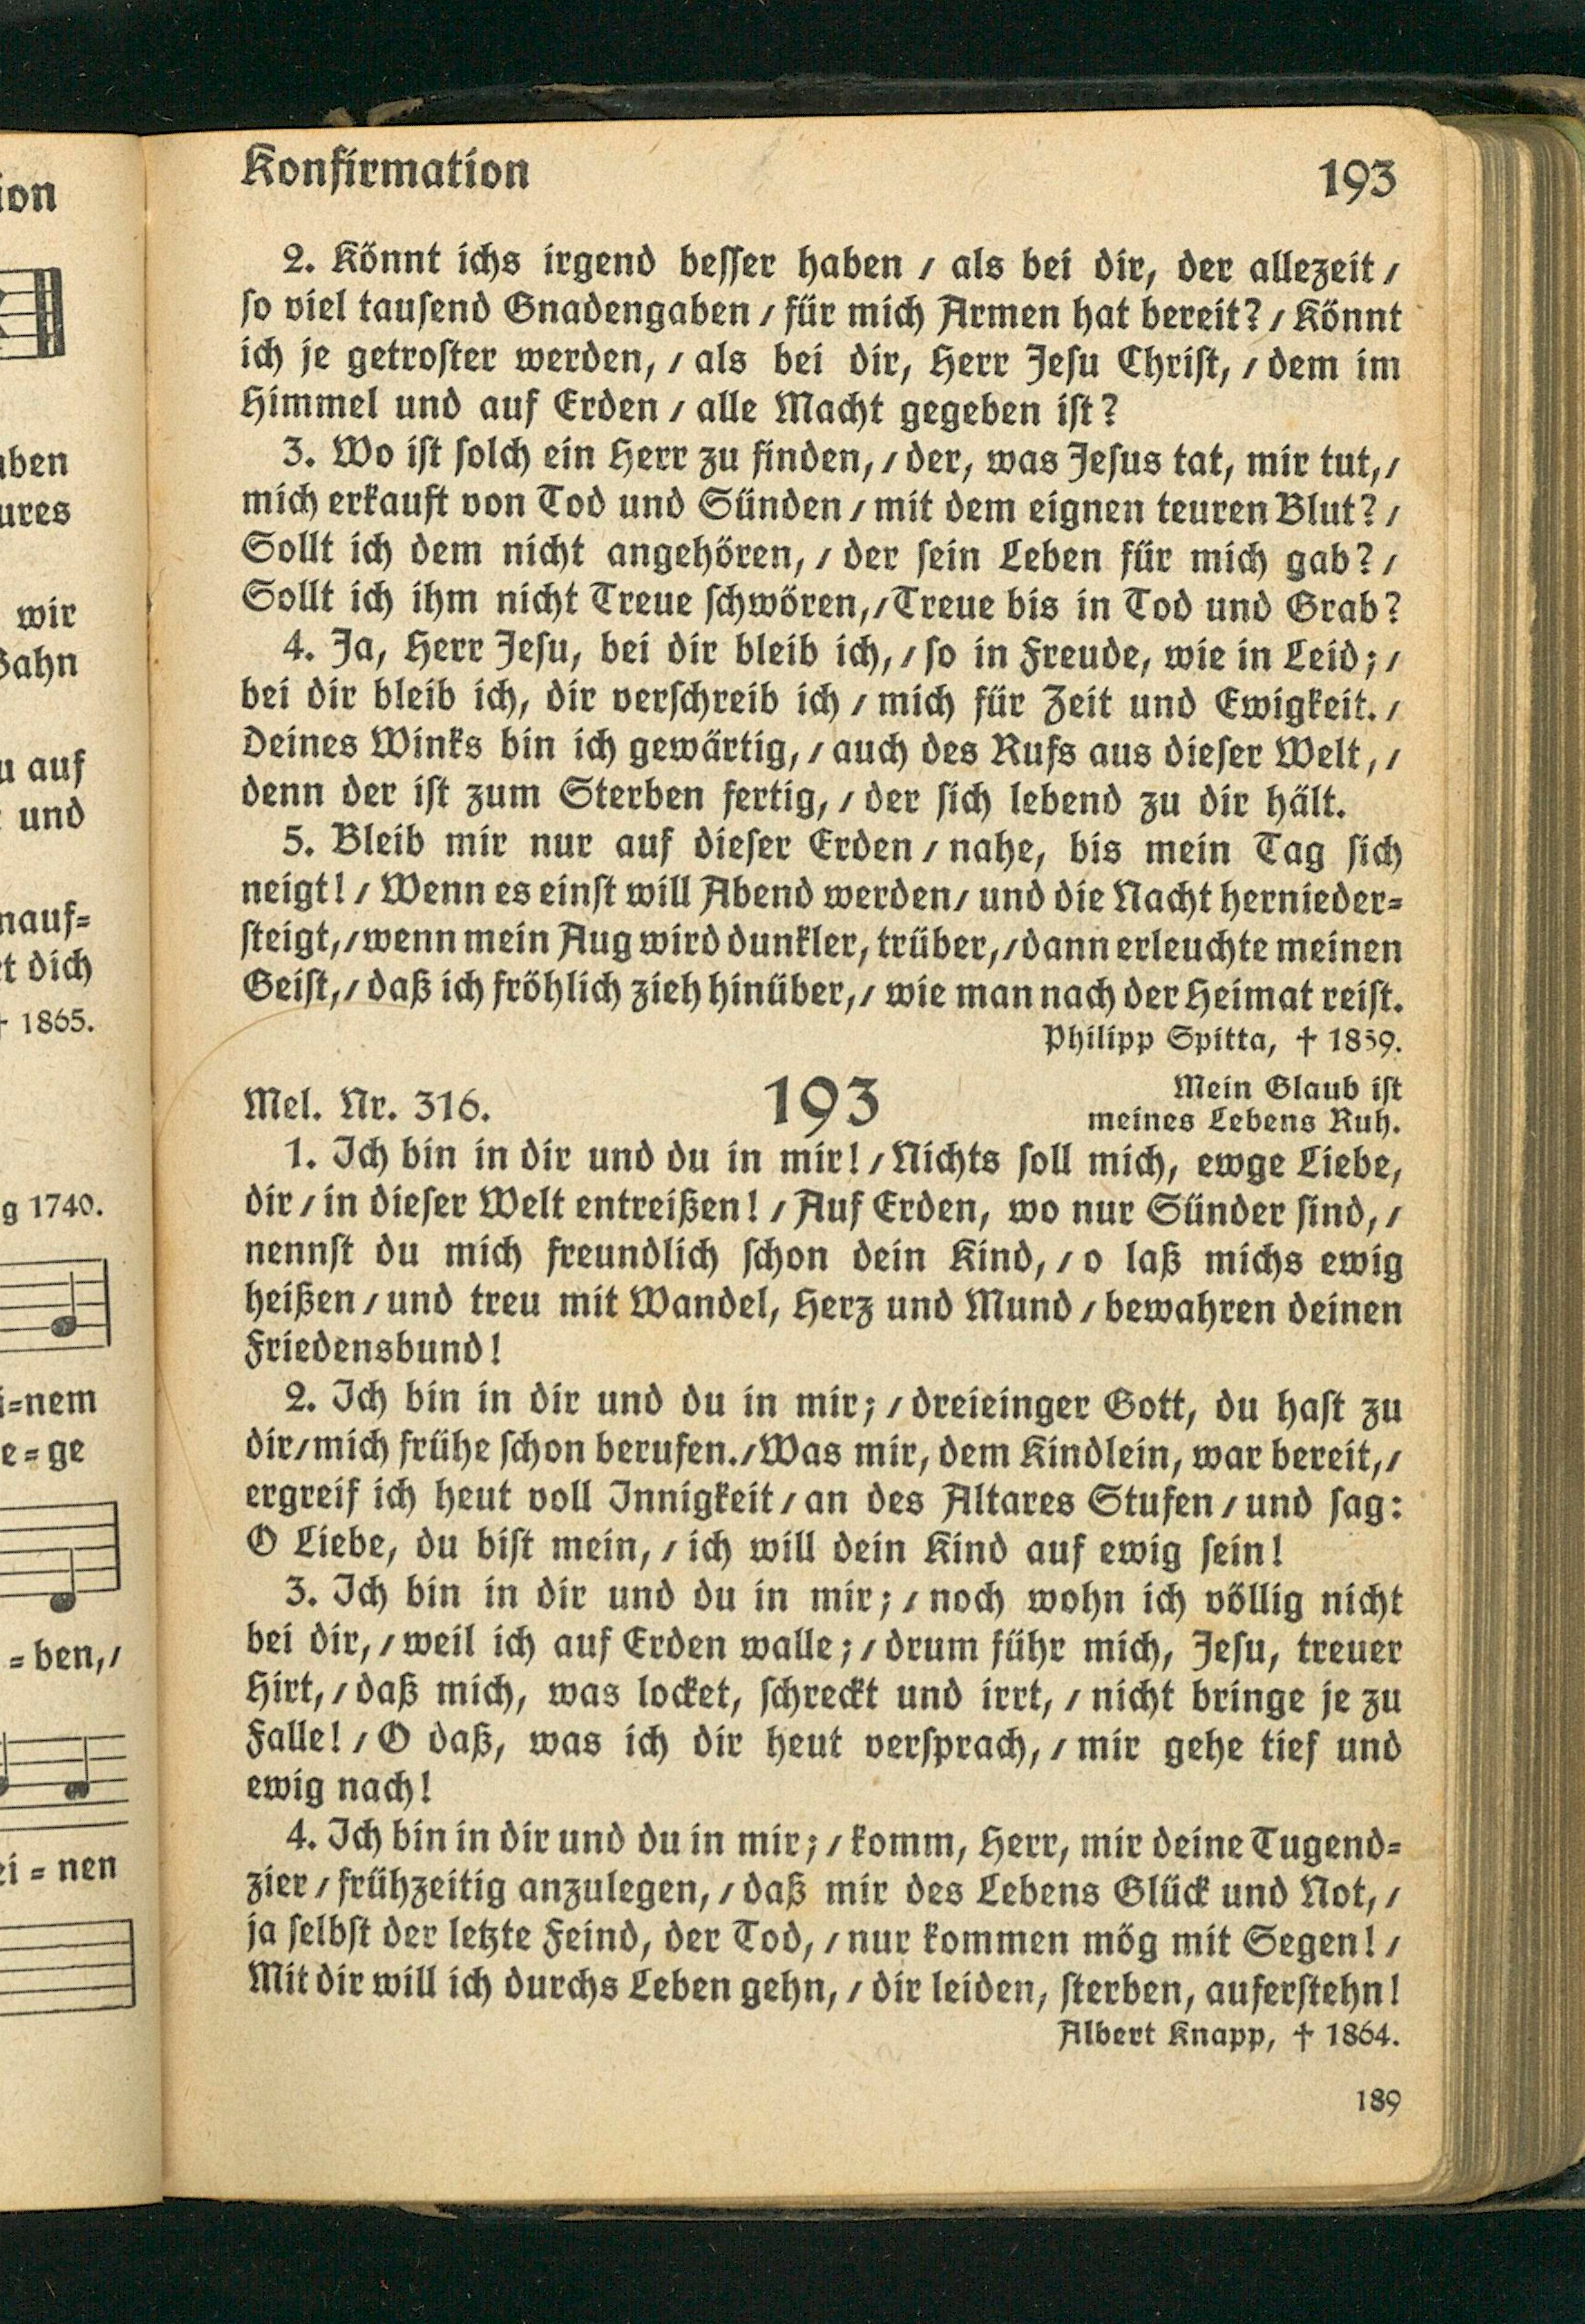 ion
aben
ures
wir
Bahn
u auf
und
nauf=
et dich
† 1865.
g 1740.
i=nem
e=ge
=ben,/
ei=nen
Konfirmation 193
2. Könnt ichs irgend besser haben / als bei dir, der allezeit /
so viel tausend Gnadengaben / für mich Armen hat bereit? / Könnt
ich je getroster werden, / als bei dir, Herr Jesu Christ, / dem im
Himmel und auf Erden / alle Macht gegeben ist?
3. Wo ist solch ein Herr zu finden, / der, was Jesus tat, mir tut, /
mich erkauft von Tod und Sünden / mit dem eignen teuren Blut? /
Sollt ich dem nicht angehören, / der sein Leben für mich gab? /
Sollt ich ihm nicht Treue schwören, / Treue bis in Tod und Grab?
4. Ja, Herr Jesu, bei dir bleib ich, / so in Freude, wie in Leid; /
bei dir bleib ich, dir verschreib ich / mich für Zeit und Ewigkeit. /
Deines Winks bin ich gewärtig, / auch des Rufs aus dieser Welt, /
denn der ist zum Sterben fertig, / der sich lebend zu dir hält.
5. Bleib mir nur auf dieser Erden / nahe, bis mein Tag sich
neigt! / Wenn es einst will Abend werden / und die Nacht hernieder=
steigt, / wenn mein Aug wird dunkler, trüber, / dann erleuchte meinen
Geist, / daß ich fröhlich zieh hinüber, / wie man nach der Heimat reist.
Philipp Spitta, † 1859.
Mel. Nr. 316. 193 Mein Glaub ist
meines Lebens Ruh.
1. Ich bin in dir und du in mir! / Nichts soll mich, ewge Liebe,
dir / in dieser Welt entreißen! / Auf Erden, wo nur Sünder sind, /
nennst du mich freundlich schon dein Kind, / o laß michs ewig
heißen / und treu mit Wandel, Herz und Mund / bewahren deinen
Friedensbund!
2. Ich bin in dir und du in mir; / dreieinger Gott, du hast zu
dir / mich frühe schon berufen. / Was mir, dem Kindlein, war bereit, /
ergreif ich heut voll Innigkeit / an des Altares Stufen / und sag:
O Liebe, du bist mein, / ich will dein Kind auf ewig sein!
3. Ich bin in dir und du in mir; / noch wohn ich völlig nicht
bei dir, / weil ich auf Erden walle; / drum führ mich, Jesu, treuer
Hirt, / daß mich, was locket, schreckt und irrt, / nicht bringe je zu
Falle! / O daß, was ich dir heut versprach, / mir gehe tief und
ewig nach!
4. Ich bin in dir und du in mir; / komm, Herr, mir deine Tugend=
zier / frühzeitig anzulegen, / daß mir des Lebens Glück und Not, /
ja selbst der letzte Feind, der Tod, / nur kommen mög mit Segen! /
Mit dir will ich durchs Leben gehn, / dir leiden, sterben, auferstehn!
Albert Knapp, † 1864.
189